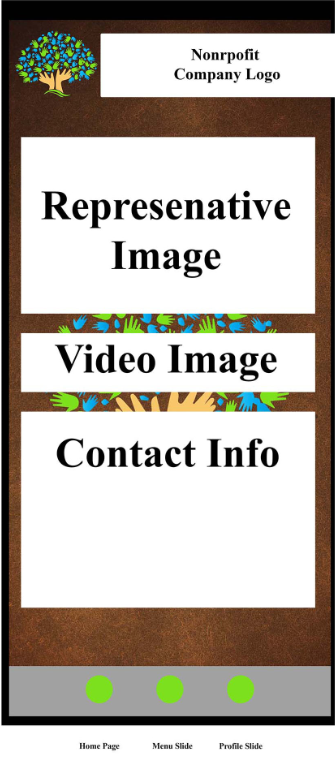 Nonrpofit
Company Logo
Represenative
Image
Video Image
Contact Info
Home Page Menu Slide Profile Slide